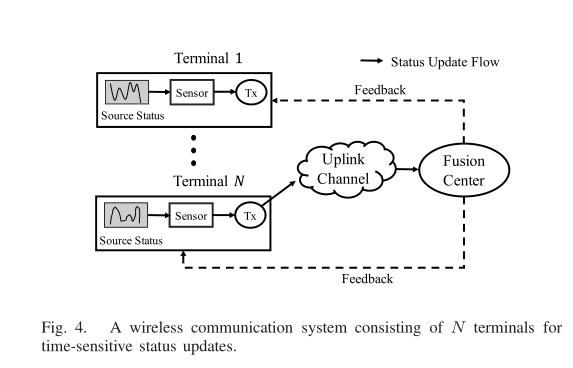 Terminal 1
Status Update Flow
Sensor
Tx
Source Status
Feedback
Terminal N
Uplink
Channel
Fusion
Center
Sensor
Tx
Source Status
Feedback
Fig. 4. A wireless communication system consisting of N terminals for
time-sensitive status updates.